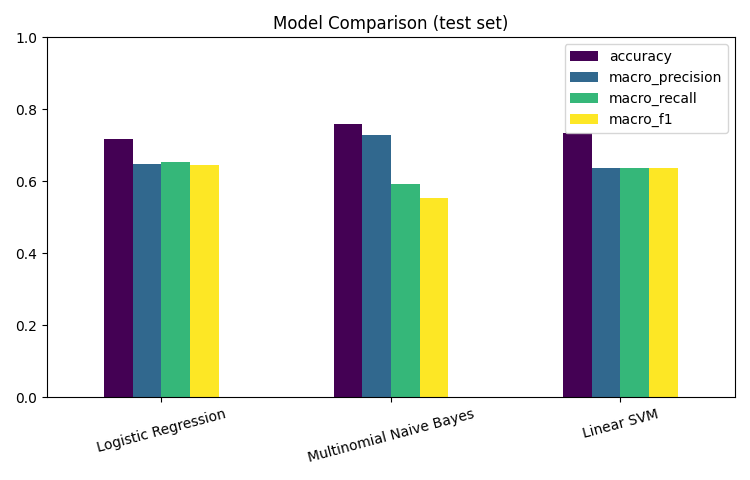 Model Comparison (test set)
1.0
0.8
0.6
0.4
0.2
0.0
accuracy
macro_precision
macro_recall
macro_f1
Logistic Regression
Multinomial Naive Bayes
Linear SVM